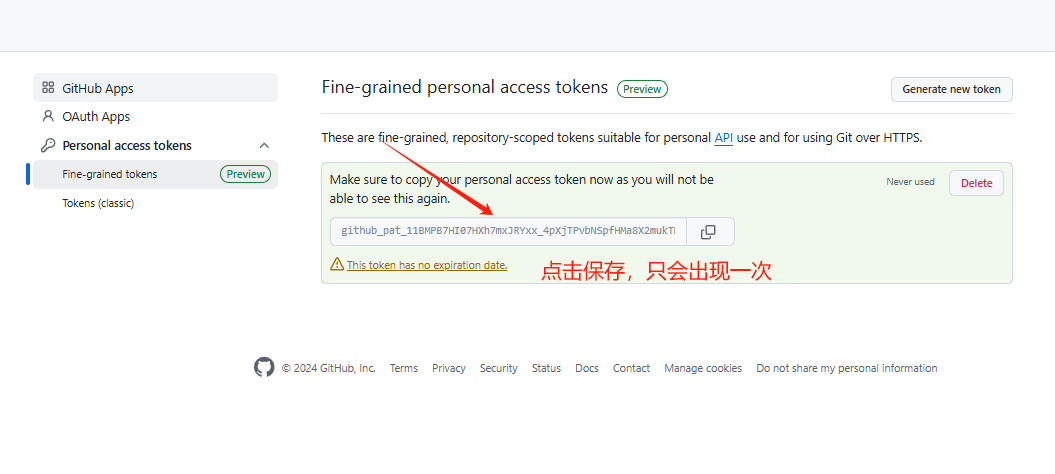 GitHub Apps
OAuth Apps
Personal access tokens
Fine-grained tokens Preview
Tokens (classic)
Fine-grained personal access tokens Preview
Generate new token
These are fine-grained, repository-scoped tokens suitable for personal API use and for using Git over HTTPS.
Make sure to copy your personal access token now as you will not be
able to see this again.
Never used
Delete
github_pat_11BMPB7HI07HXh7mxJRYxx_4pXjTPvbNSpfHMa8X2mukT
This token has no expiration date.
点击保存，只会出现一次
© 2024 GitHub, Inc. Terms Privacy Security Status Docs Contact Manage cookies Do not share my personal information